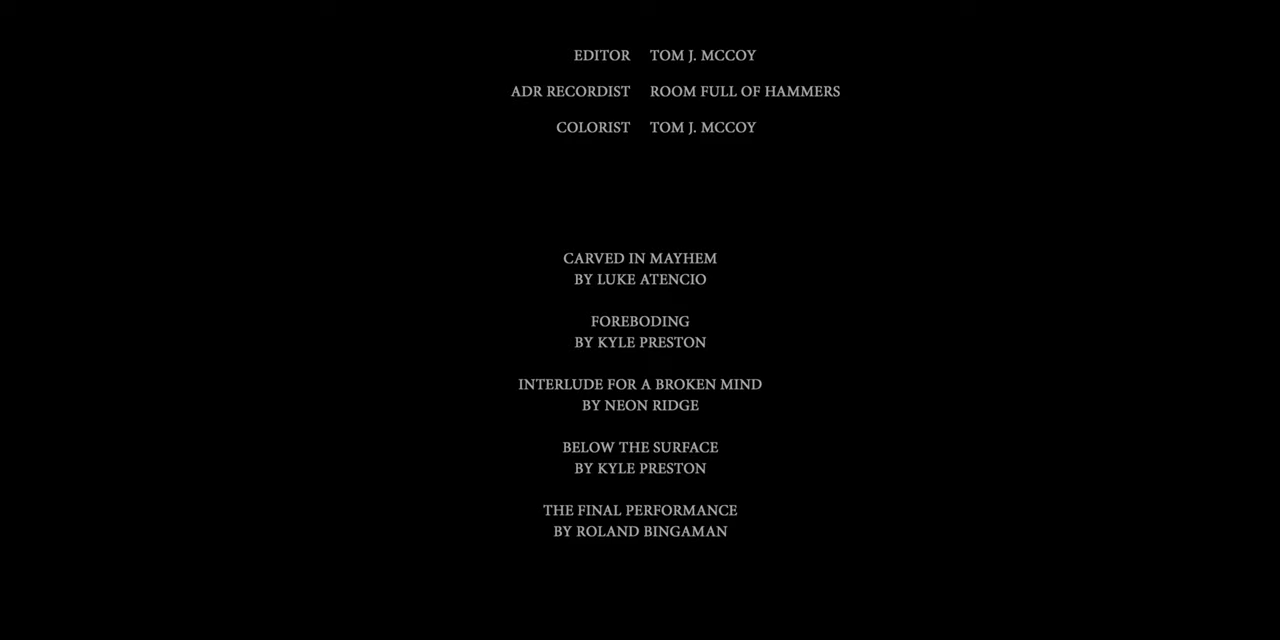 EDITOR TOM J. MCCOY
ADR RECORDIST ROOM FULL OF HAMMERS
COLORIST TOM J. MCCOY
CARVED IN MAYHEM
BY LUKE ATENCIO
FOREBODING
BY KYLE PRESTON
INTERLUDE FOR A BROKEN MIND
BY NEON RIDGE
BELOW THE SURFACE
BY KYLE PRESTON
THE FINAL PERFORMANCE
BY ROLAND BINGAMAN